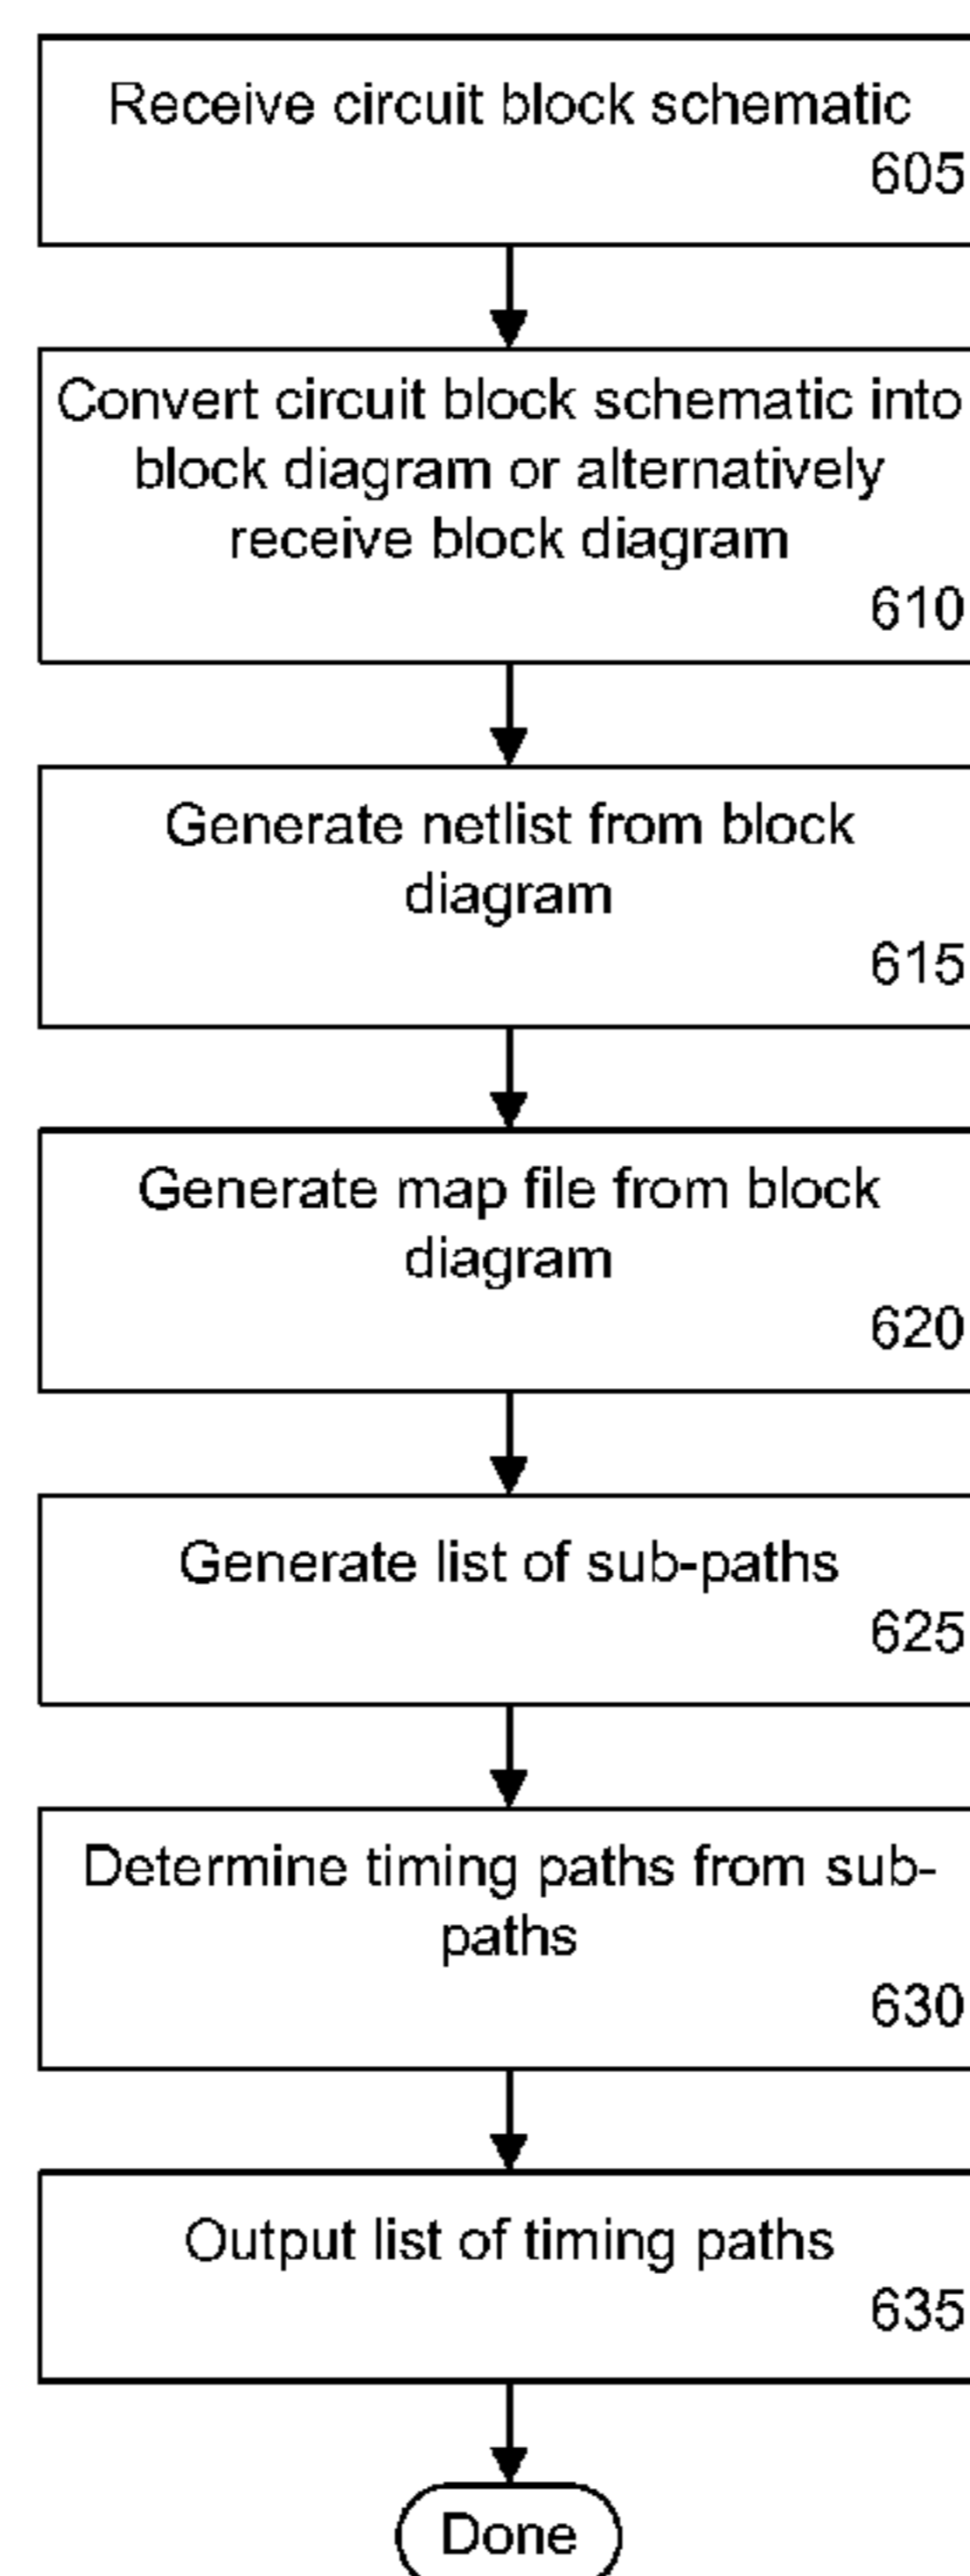 Receive circuit block schematic
605
Convert circuit block schematic into
block diagram or alternatively
receive block diagram
610
Generate netlist from block
diagram
615
Generate map file from block
diagram
620
Generate list of sub-paths
625
Determine timing paths from sub-
paths
630
Output list of timing paths
635
Done